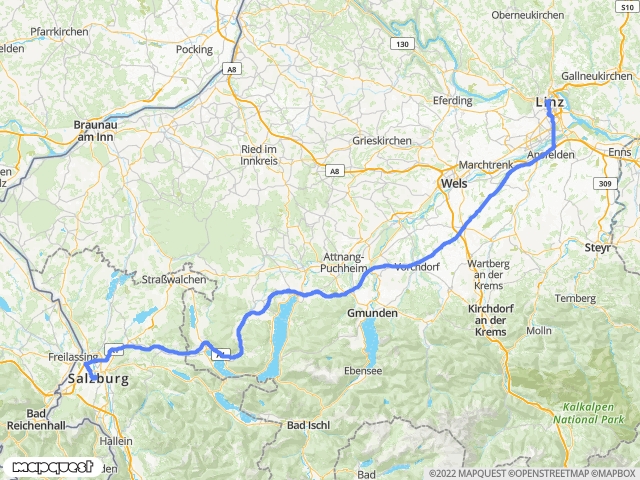 Oberneukirchen
S10
Pfarrkirchen
Pocking
130
A8
Gallneukirchen
Eferding
Linz
Braunau
am Inn
Grieskirchen
Ried im
Innkreis
Ansfelden
Enns
Marchtrenk
A8
Wels
309
Steyr
Attnang-
Puchheim
Vorchdorf
Wartberg
an der
Krems
Straßwalchen
Ternberg
Gmunden
Kirchdorf
an der
Krems
Molln
Freilassing
A1
Salzburg
Ebensee
Kalkalpen
National Park
Bad
Reichenhall
Bad Ischl
Hallein
Bad
mapquest
©2022 MAPQUEST ©OPENSTREETMAP ©MAPBOX